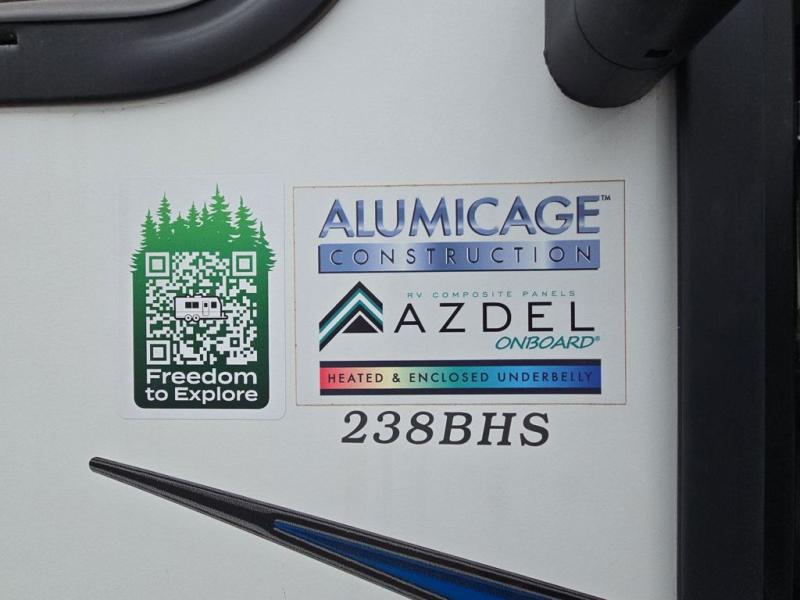 Freedom
to Explore
ALUMICAGE™
CONSTRUCTION
RV COMPOSITE PANELS
AZDEL
ONBOARD®
HEATED & ENCLOSED UNDERBELLY
238BHS